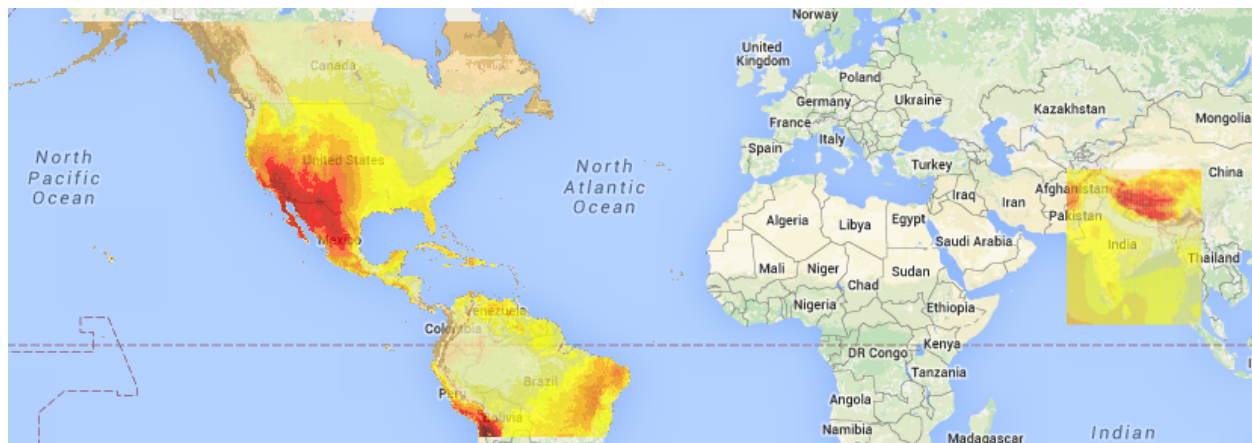 Norway
Canada
United
Kingdom
Poland
Germany
Ukraine
Kazakhstan
Mongolia
France
Italy
Spain
Turkey
North
Pacific
Ocean
United States
North
Atlantic
Ocean
China
Afghanistan
Iraq
Iran
Pakistan
Algeria
Libya
Egypt
Saudi Arabia
Mexico
India
Thailand
Mali
Niger
Sudan
Chad
Nigeria
Ethiopia
Venezuela
Colombia
DR Congo
Kenya
Tanzania
Brazil
Peru
Angola
Bolivia
Namibia
Madagascar
Indian